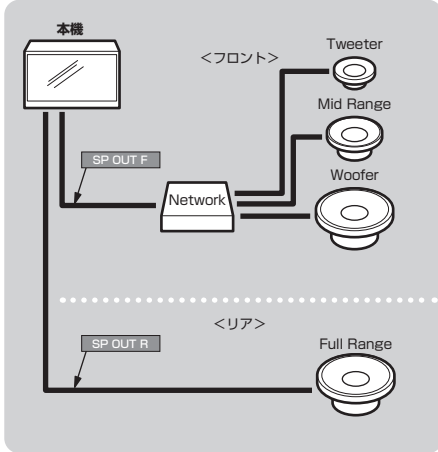 本機
<フロント>
Tweeter
Mid Range
SP OUT F
Woofer
Network
<リア>
SP OUT R
Full Range